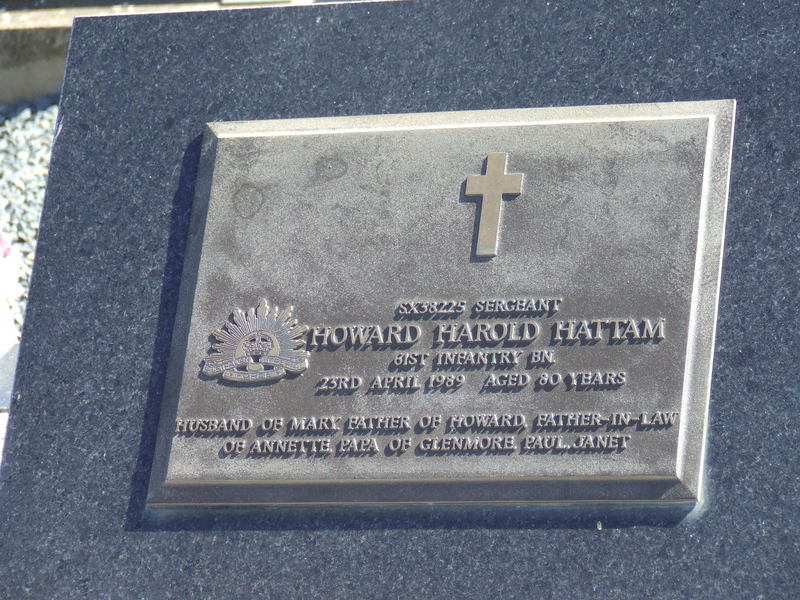 SX38225 SERGEANT
HOWARD HAROLD HATTAM
61ST INFANTRY BN.
23RD APRIL 1989 AGED 80 YEARS
HUSBAND OF MARY, FATHER OF HOWARD, FATHER-IN-LAW
OF ANNETTE, PAPA OF GLENMORE, PAUL, JANET